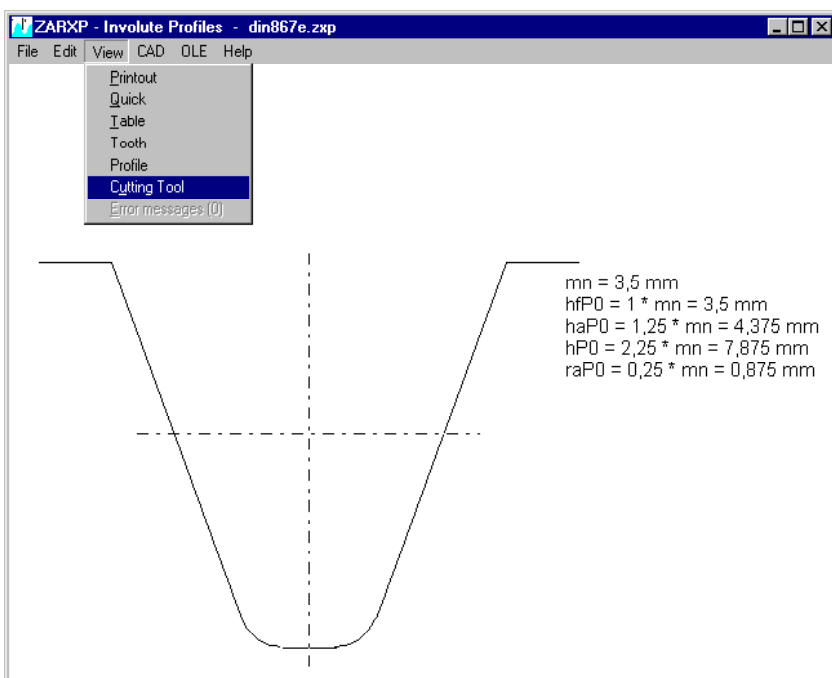 ZARXP - Involute Profiles - din867e.zxp
File Edit View CAD OLE Help
Printout
Quick
Table
Tooth
Profile
Cutting Tool
Error messages (0)
mn = 3,5 mm
hfP0 = 1 * mn = 3,5 mm
haP0 = 1,25 * mn = 4,375 mm
hP0 = 2,25 * mn = 7,875 mm
raP0 = 0,25 * mn = 0,875 mm